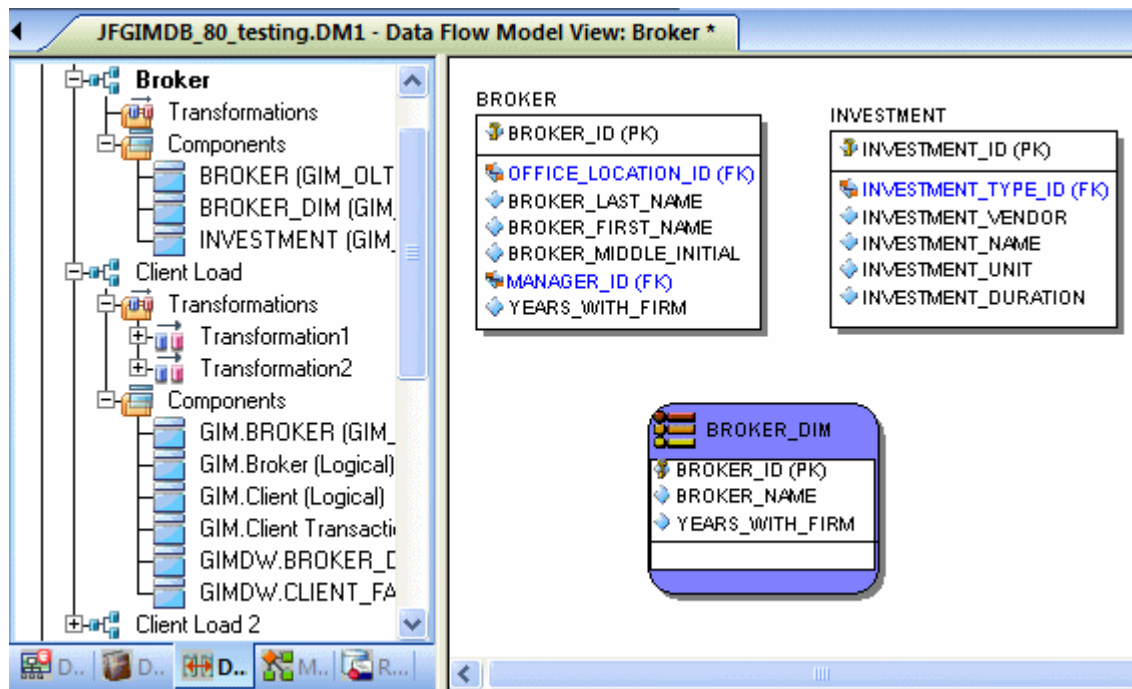 JFGIMDB_80_testing.DM1 - Data Flow Model View: Broker *
Broker
Transformations
Components
BROKER (GIM_OLT
BROKER_DIM (GIM_
INVESTMENT (GIM_
Client Load
Transformations
Transformation1
Transformation2
Components
GIM.BROKER (GIM_
GIM.Broker (Logical)
GIM.Client (Logical)
GIM.Client Transacti
GIMDW.BROKER_D
GIMDW.CLIENT_FA
Client Load 2
D.. D.. D.. M.. R...
BROKER
BROKER_ID (PK)
OFFICE_LOCATION_ID (FK)
BROKER_LAST_NAME
BROKER_FIRST_NAME
BROKER_MIDDLE_INITIAL
MANAGER_ID (FK)
YEARS_WITH_FIRM
INVESTMENT
INVESTMENT_ID (PK)
INVESTMENT_TYPE_ID (FK)
INVESTMENT_VENDOR
INVESTMENT_NAME
INVESTMENT_UNIT
INVESTMENT_DURATION
BROKER_DIM
BROKER_ID (PK)
BROKER_NAME
YEARS_WITH_FIRM